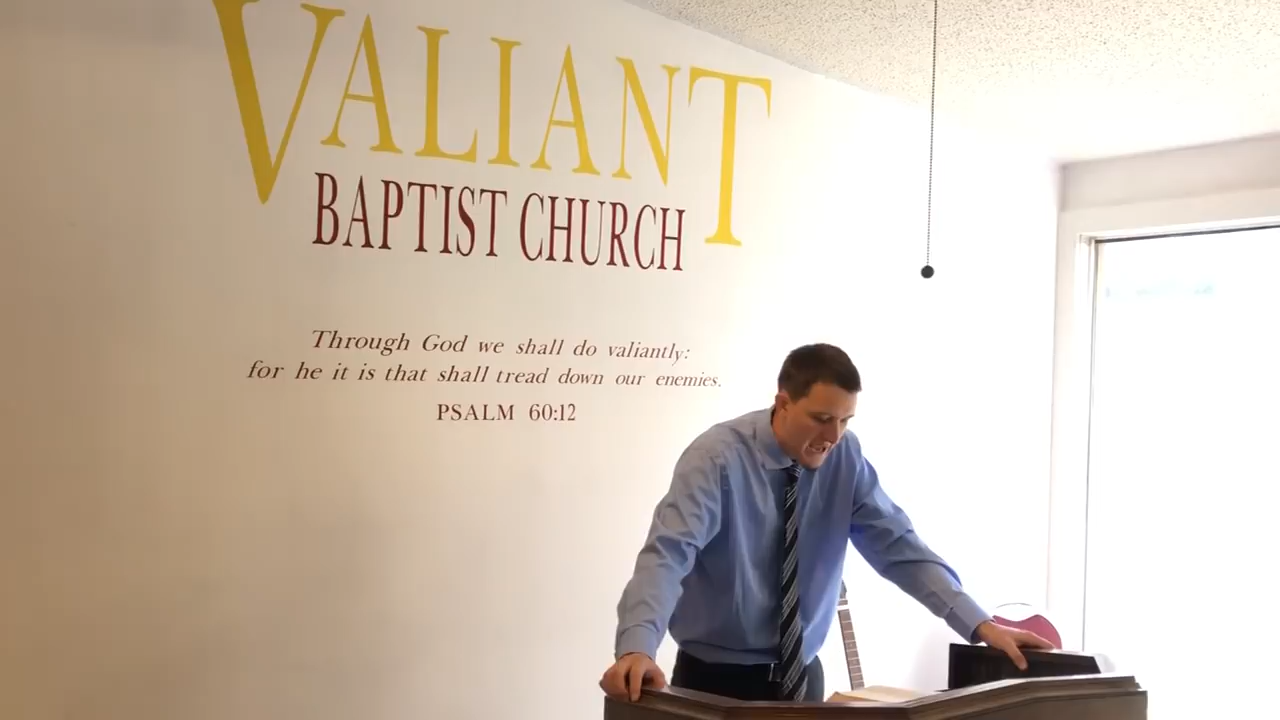 VALIANT
BAPTIST CHURCH
Through God we shall do valiantly:
for he it is that shall tread down our enemies.
PSALM 60:12